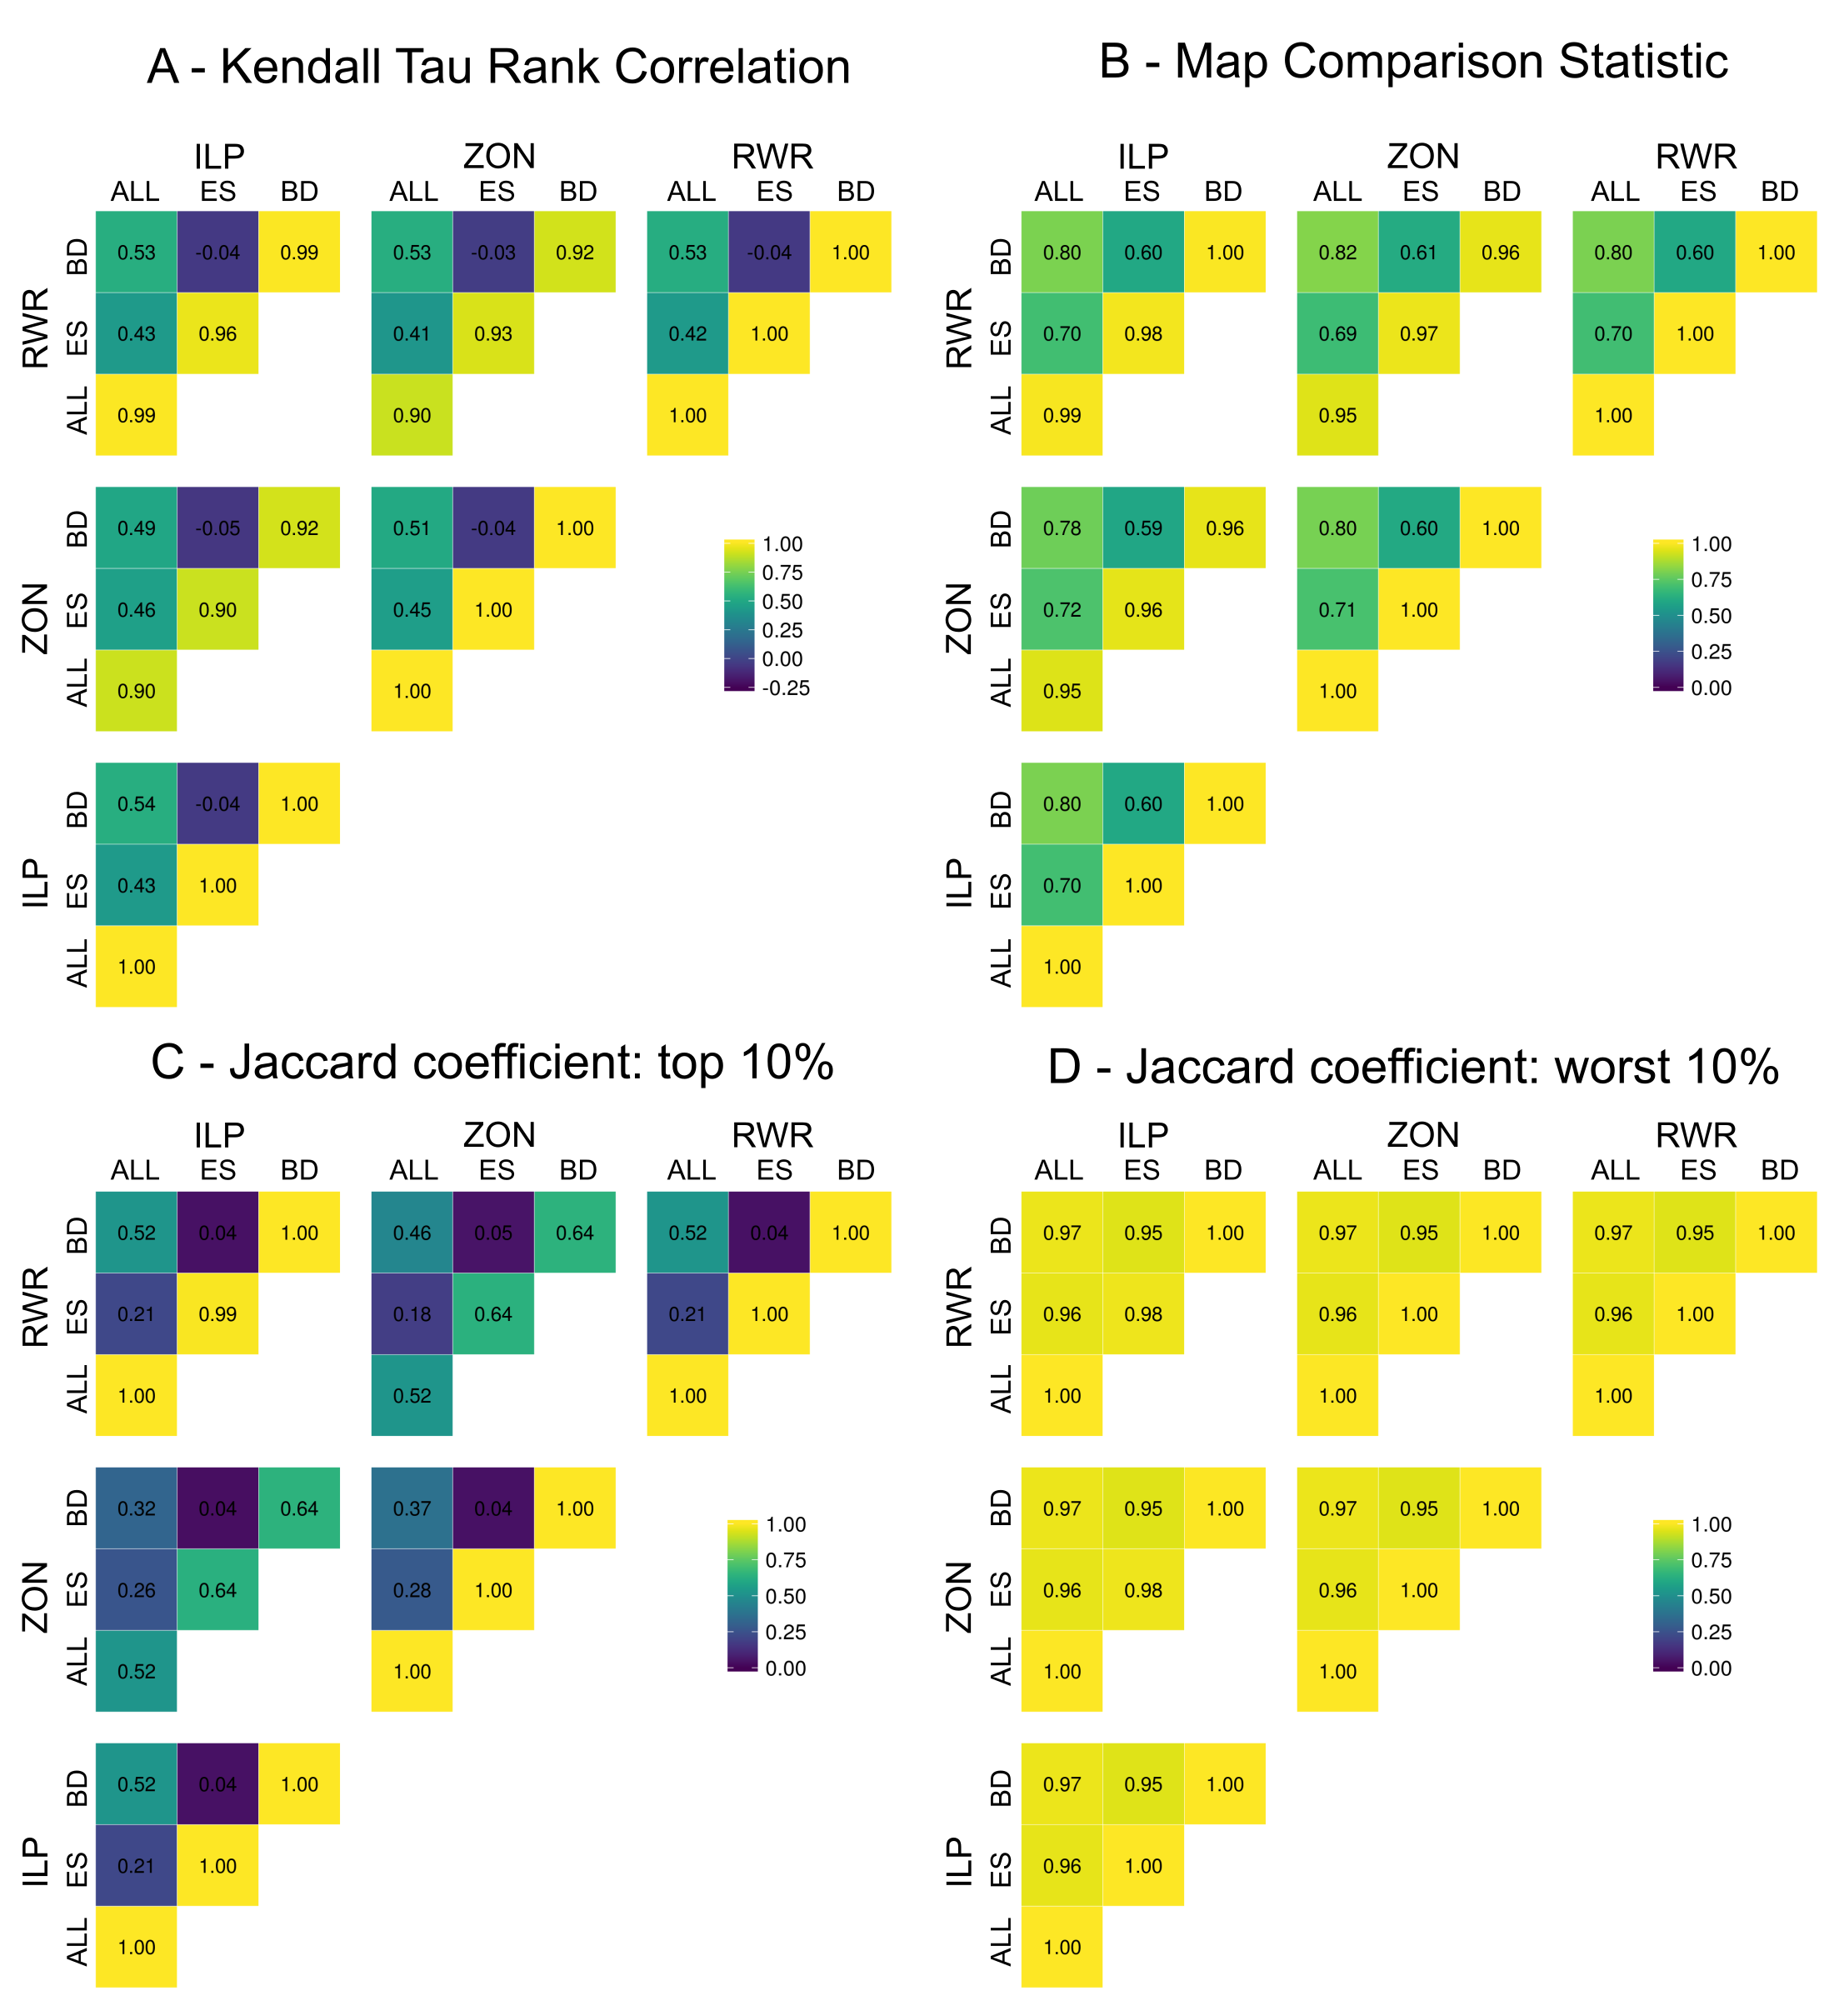 A - Kendall Tau Rank Correlation
ILP ZON RWR
ALL ES BD ALL ES BD ALL ES BD
RWR
BD 0.53 -0.04 0.99 0.53 -0.03 0.92 0.53 -0.04 1.00
ES 0.43 0.96 0.41 0.93 0.42 1.00
ALL 0.99 0.90 1.00
ZON
BD 0.49 -0.05 0.92 0.51 -0.04 1.00
ES 0.46 0.90 0.45 1.00
ALL 0.90 1.00
1.00
0.75
0.50
0.25
0.00
-0.25
ILP
BD 0.54 -0.04 1.00
ES 0.43 1.00
ALL 1.00
B - Map Comparison Statistic
ILP ZON RWR
ALL ES BD ALL ES BD ALL ES BD
RWR
BD 0.80 0.60 1.00 0.82 0.61 0.96 0.80 0.60 1.00
ES 0.70 0.98 0.69 0.97 0.70 1.00
ALL 0.99 0.95 1.00
ZON
BD 0.78 0.59 0.96 0.80 0.60 1.00
ES 0.72 0.96 0.71 1.00
ALL 0.95 1.00
1.00
0.75
0.50
0.25
0.00
ILP
BD 0.80 0.60 1.00
ES 0.70 1.00
ALL 1.00
C - Jaccard coefficient: top 10%
ILP ZON RWR
ALL ES BD ALL ES BD ALL ES BD
RWR
BD 0.52 0.04 1.00 0.46 0.05 0.64 0.52 0.04 1.00
ES 0.21 0.99 0.18 0.64 0.21 1.00
ALL 1.00 0.52 1.00
ZON
BD 0.32 0.04 0.64 0.37 0.04 1.00
ES 0.26 0.64 0.28 1.00
ALL 0.52 1.00
1.00
0.75
0.50
0.25
0.00
ILP
BD 0.52 0.04 1.00
ES 0.21 1.00
ALL 1.00
D - Jaccard coefficient: worst 10%
ILP ZON RWR
ALL ES BD ALL ES BD ALL ES BD
RWR
BD 0.97 0.95 1.00 0.97 0.95 1.00 0.97 0.95 1.00
ES 0.96 0.98 0.96 1.00 0.96 1.00
ALL 1.00 1.00 1.00
ZON
BD 0.97 0.95 1.00 0.97 0.95 1.00
ES 0.96 0.98 0.96 1.00
ALL 1.00 1.00
1.00
0.75
0.50
0.25
0.00
ILP
BD 0.97 0.95 1.00
ES 0.96 1.00
ALL 1.00